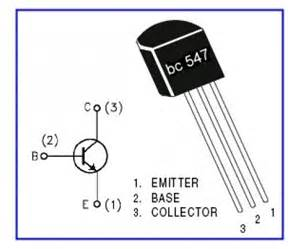 bc 547
C (3)
(2)
B
E (1)
1. EMITTER
2. BASE
3. COLLECTOR
1
2
3